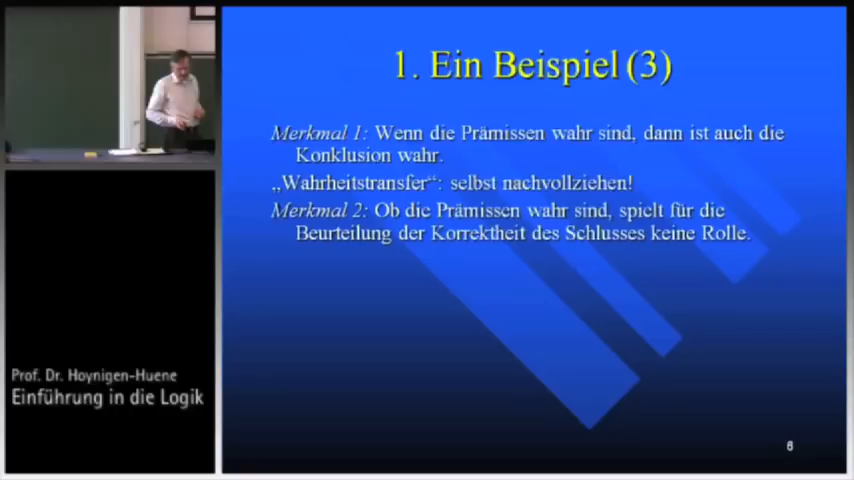 1. Ein Beispiel (3)
Merkmal 1: Wenn die Prämissen wahr sind, dann ist auch die
Konklusion wahr.
„Wahrheitstransfer“: selbst nachvollziehen!
Merkmal 2: Ob die Prämissen wahr sind, spielt für die
Beurteilung der Korrektheit des Schlusses keine Rolle.
Prof. Dr. Hoynigen-Huene
Einführung in die Logik
6